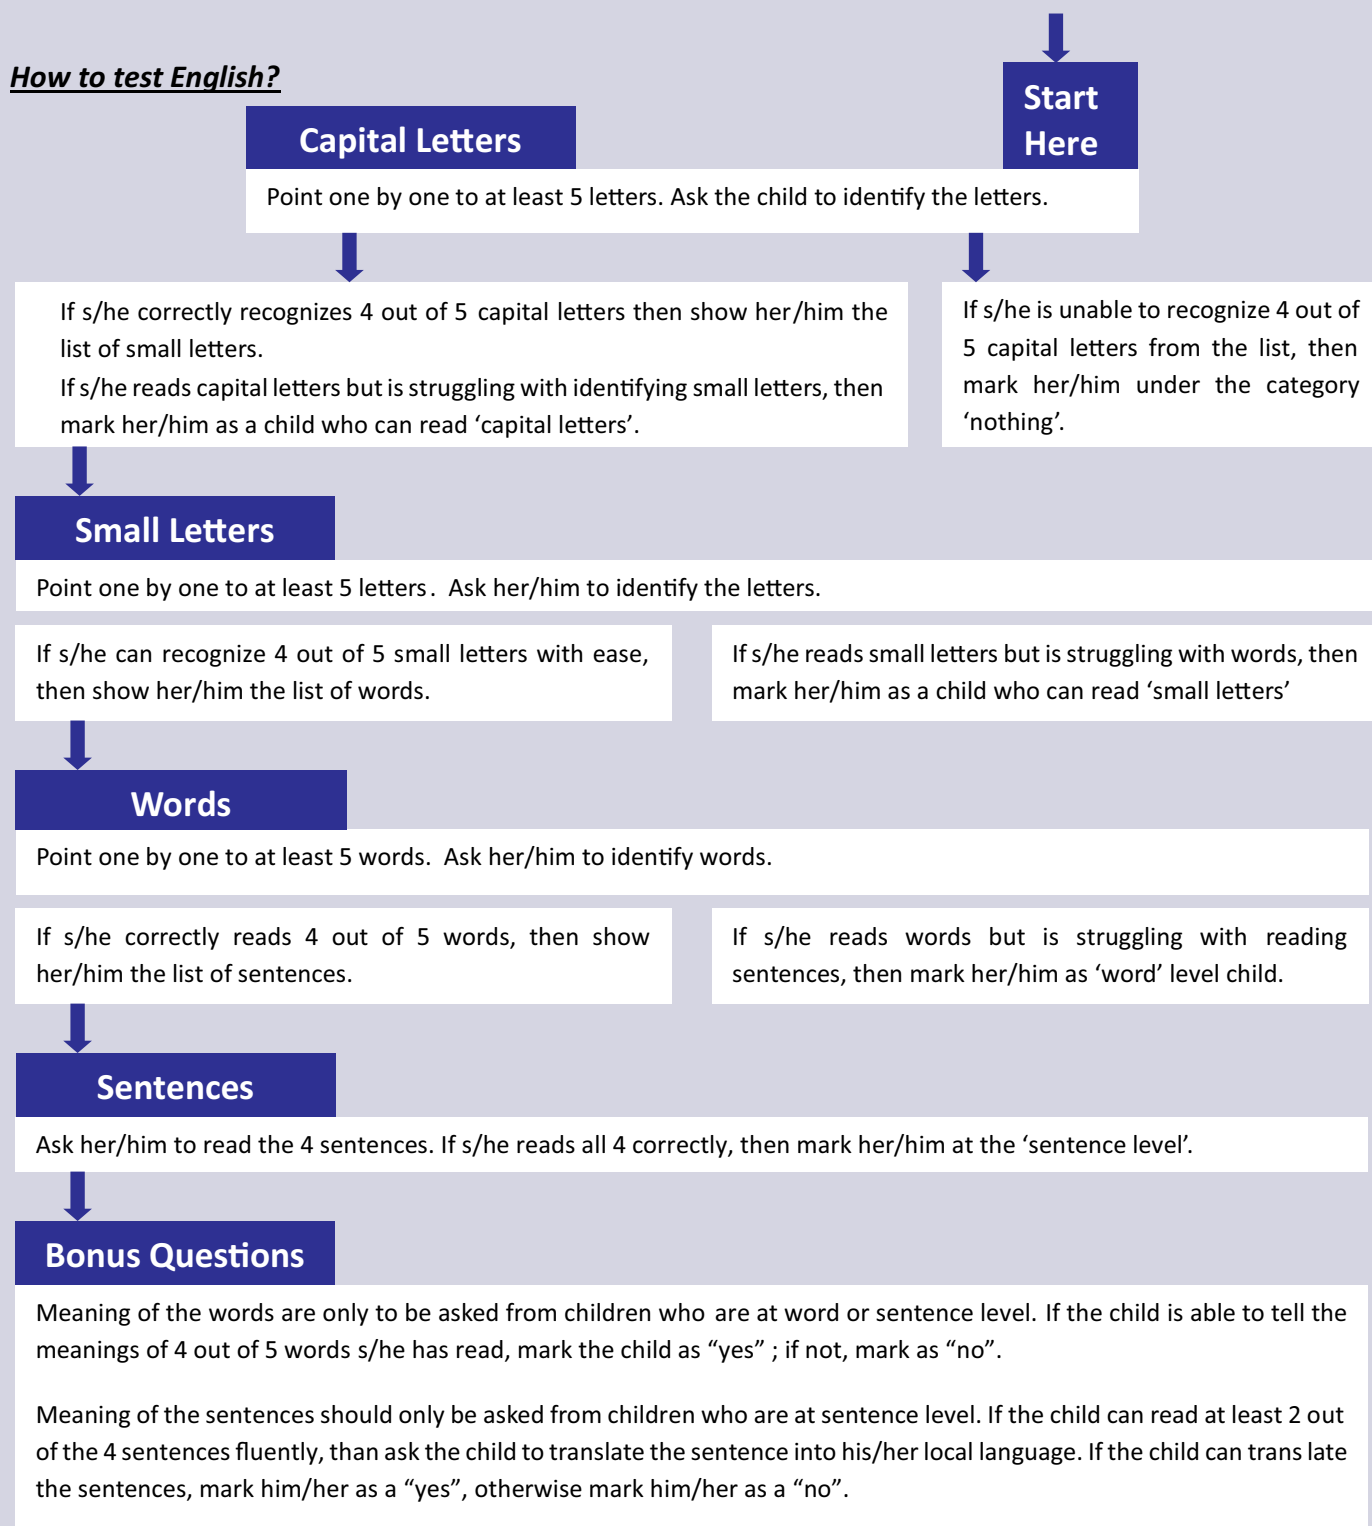 How to test English?
Start
Here
Capital Letters
Point one by one to at least 5 letters. Ask the child to identify the letters.
If s/he correctly recognizes 4 out of 5 capital letters then show her/him the
list of small letters.
If s/he reads capital letters but is struggling with identifying small letters, then
mark her/him as a child who can read ‘capital letters’.
If s/he is unable to recognize 4 out of
5 capital letters from the list, then
mark her/him under the category
‘nothing’.
Small Letters
Point one by one to at least 5 letters. Ask her/him to identify the letters.
If s/he can recognize 4 out of 5 small letters with ease,
then show her/him the list of words.
If s/he reads small letters but is struggling with words, then
mark her/him as a child who can read ‘small letters’
Words
Point one by one to at least 5 words. Ask her/him to identify words.
If s/he correctly reads 4 out of 5 words, then show
her/him the list of sentences.
If s/he reads words but is struggling with reading
sentences, then mark her/him as ‘word’ level child.
Sentences
Ask her/him to read the 4 sentences. If s/he reads all 4 correctly, then mark her/him at the ‘sentence level’.
Bonus Questions
Meaning of the words are only to be asked from children who are at word or sentence level. If the child is able to tell the
meanings of 4 out of 5 words s/he has read, mark the child as “yes” ; if not, mark as “no”.
Meaning of the sentences should only be asked from children who are at sentence level. If the child can read at least 2 out
of the 4 sentences fluently, than ask the child to translate the sentence into his/her local language. If the child can trans late
the sentences, mark him/her as a “yes”, otherwise mark him/her as a “no”.